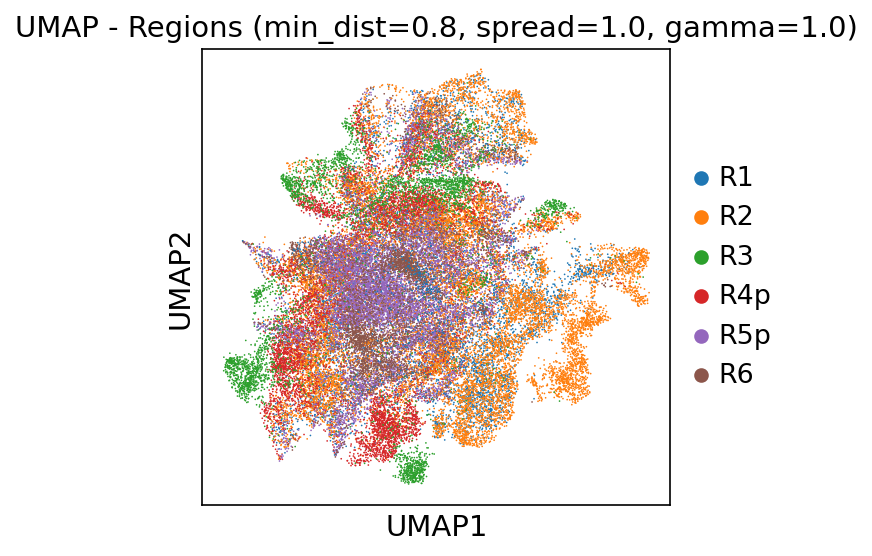 UMAP - Regions (min_dist=0.8, spread=1.0, gamma=1.0)
UMAP2
R1
R2
R3
R4p
R5p
R6
UMAP1